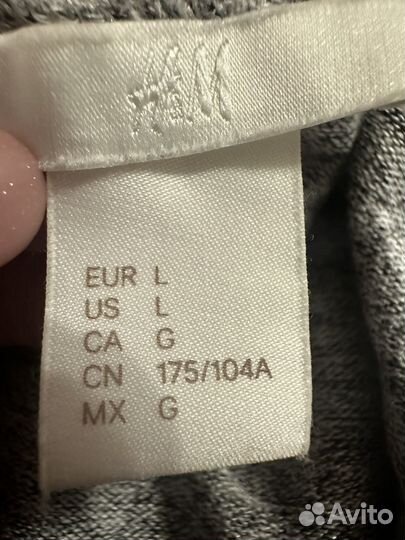 H&M
EUR L
US L
CA G
CN 175/104A
MX G
Avito